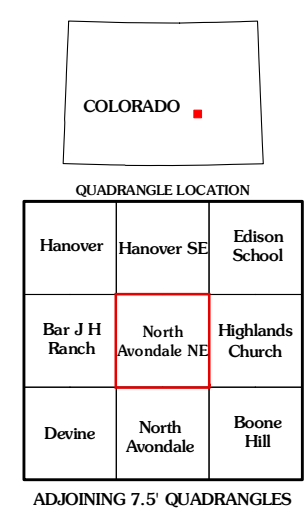 COLORADO
QUADRANGLE LOCATION
Hanover
Hanover SE
Edison
School
Bar J H
Ranch
North
Avondale NE
Highlands
Church
Devine
North
Avondale
Boone
Hill
ADJOINING 7.5' QUADRANGLES